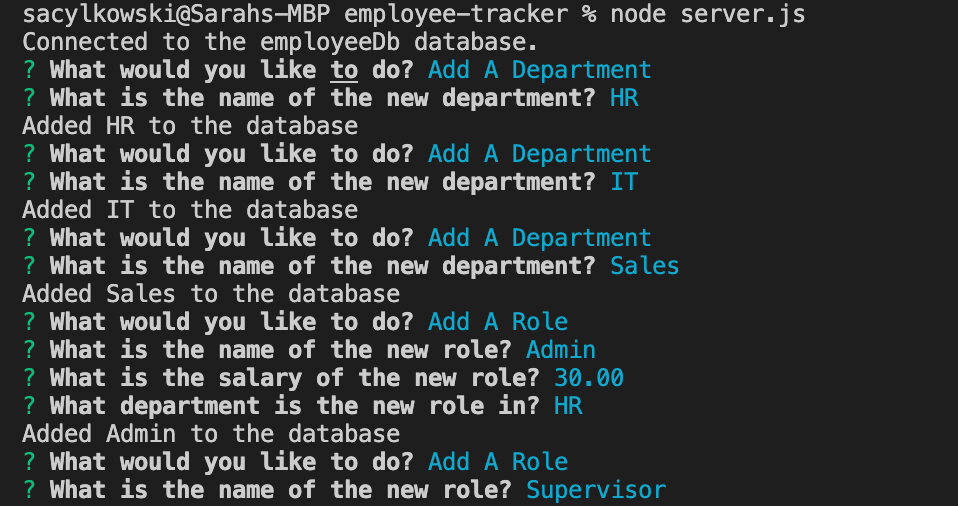 sacylkowski@Sarahs-MBP employee-tracker % node server.js
Connected to the employeeDb database.
? What would you like to do? Add A Department
? What is the name of the new department? HR
Added HR to the database
? What would you like to do? Add A Department
? What is the name of the new department? IT
Added IT to the database
? What would you like to do? Add A Department
? What is the name of the new department? Sales
Added Sales to the database
? What would you like to do? Add A Role
? What is the name of the new role? Admin
? What is the salary of the new role? 30.00
? What department is the new role in? HR
Added Admin to the database
? What would you like to do? Add A Role
? What is the name of the new role? Supervisor